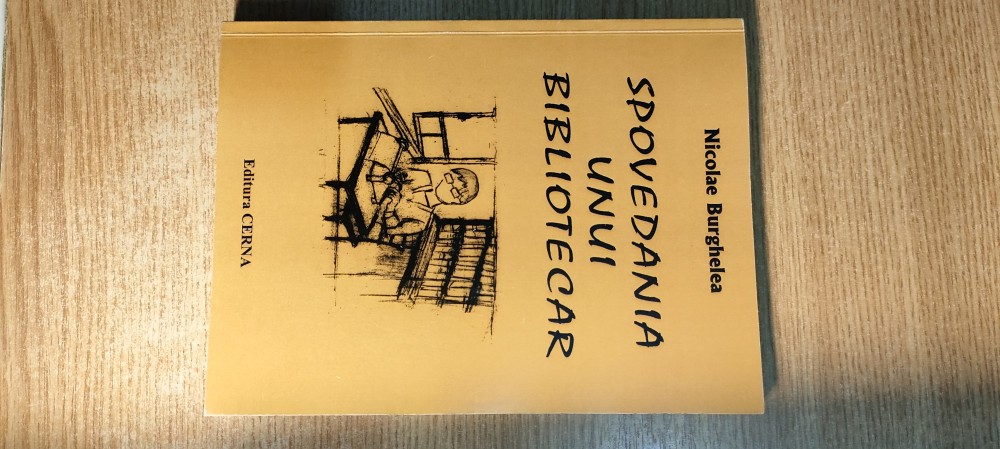 Nicolae Burghelea
SPOVEDANIA
UNUI
BIBLIOTECAR
Editura CERNA